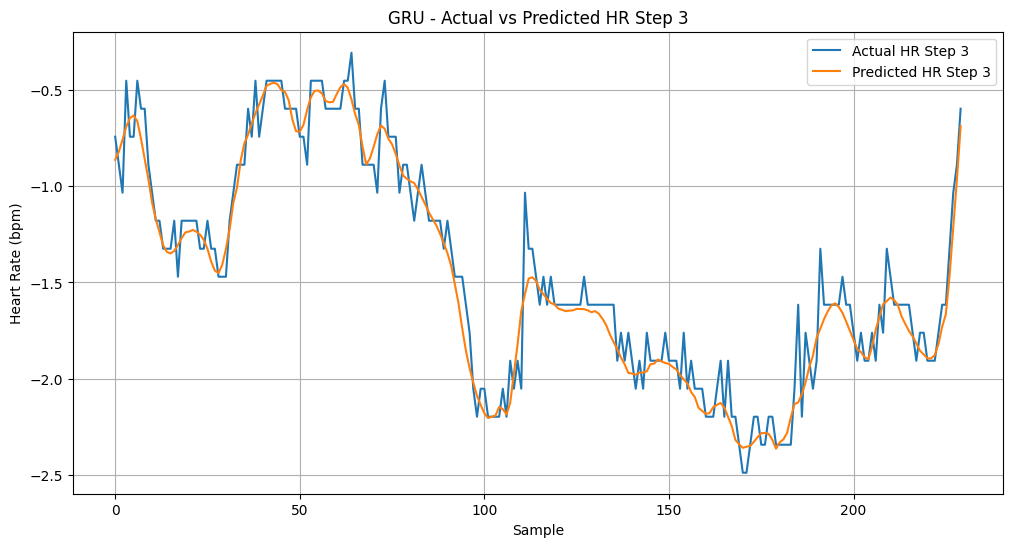 GRU - Actual vs Predicted HR Step 3
Actual HR Step 3
Predicted HR Step 3
Heart Rate (bpm)
−0.5
−1.0
−1.5
−2.0
−2.5
0 50 100 150 200
Sample